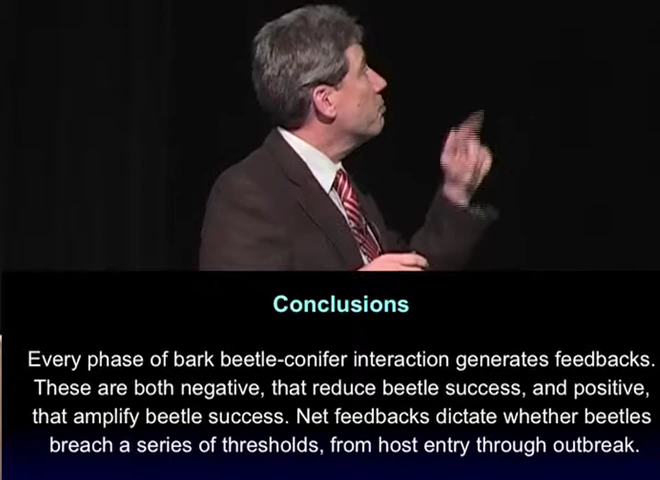 Conclusions
Every phase of bark beetle-conifer interaction generates feedbacks.
These are both negative, that reduce beetle success, and positive,
that amplify beetle success. Net feedbacks dictate whether beetles
breach a series of thresholds, from host entry through outbreak.